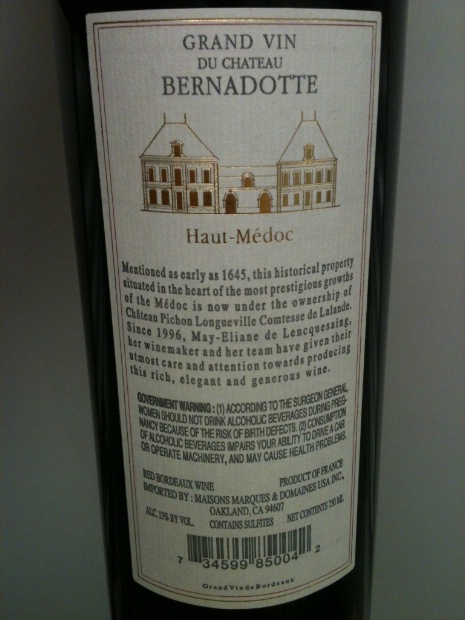 GRAND VIN
DU CHATEAU
BERNADOTTE
Haut-Médoc
Mentioned as early as 1645, this historical property
situated in the heart of the most prestigious growths
of the Médoc is now under the ownership of
Château Pichon Longueville Comtesse de Lalande.
Since 1996, May-Eliane de Lencquesaing,
her winemaker and her team have given their
utmost care and attention towards producing
this rich, elegant and generous wine.
GOVERNMENT WARNING : (1) ACCORDING TO THE SURGEON GENERAL,
WOMEN SHOULD NOT DRINK ALCOHOLIC BEVERAGES DURING PREG-
NANCY BECAUSE OF THE RISK OF BIRTH DEFECTS. (2) CONSUMPTION
OF ALCOHOLIC BEVERAGES IMPAIRS YOUR ABILITY TO DRIVE A CAR
OR OPERATE MACHINERY, AND MAY CAUSE HEALTH PROBLEMS.
RED BORDEAUX WINE PRODUCT OF FRANCE
IMPORTED BY : MAISONS MARQUES & DOMAINES USA INC.,
OAKLAND, CA 94607
ALC. 13% BY VOL. CONTAINS SULFITES NET CONTENTS 750 ML
7 34599 85004 2
Grand Vin de Bordeaux